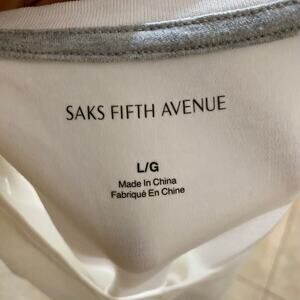 SAKS FIFTH AVENUE
L/G
Made In China
Fabriqué En Chine